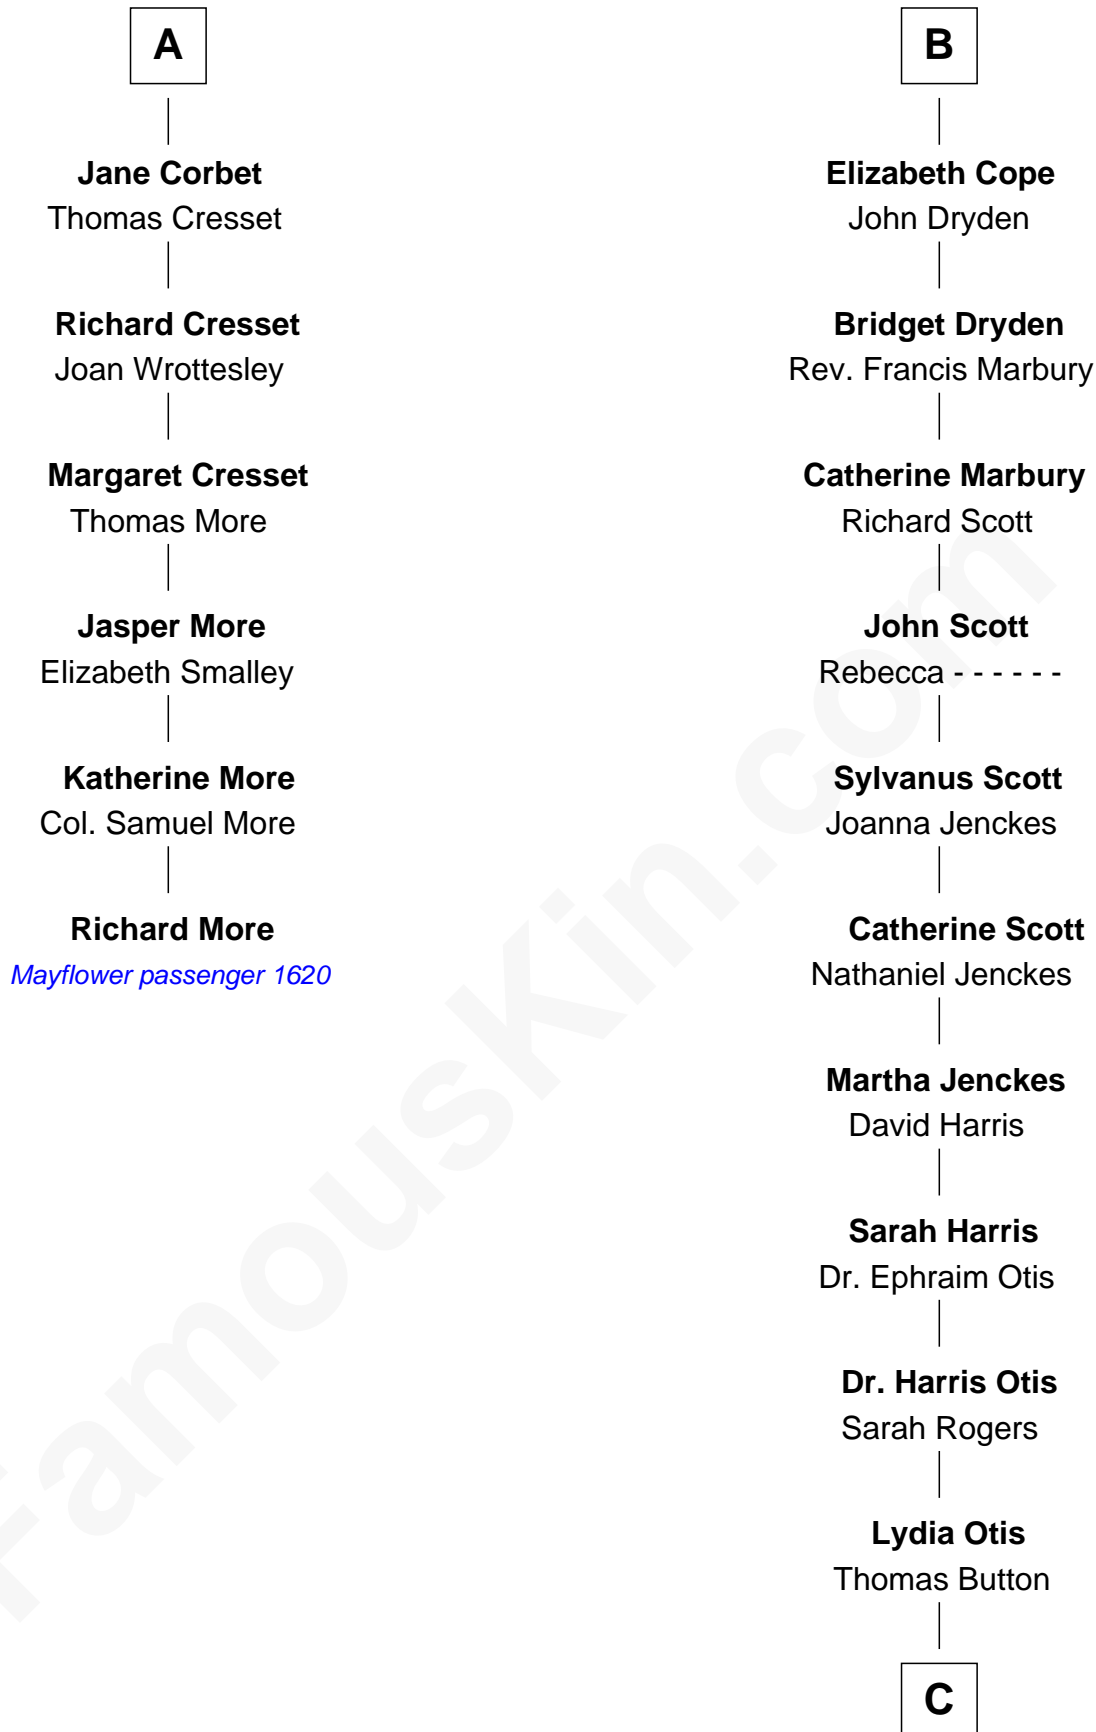 A
Jane Corbet
Thomas Cresset
Richard Cresset
Joan Wrottesley
Margaret Cresset
Thomas More
Jasper More
Elizabeth Smalley
Katherine More
Col. Samuel More
Richard More
Mayflower passenger 1620
B
Elizabeth Cope
John Dryden
Bridget Dryden
Rev. Francis Marbury
Catherine Marbury
Richard Scott
John Scott
Rebecca - - - - - -
Sylvanus Scott
Joanna Jenckes
Catherine Scott
Nathaniel Jenckes
Martha Jenckes
David Harris
Sarah Harris
Dr. Ephraim Otis
Dr. Harris Otis
Sarah Rogers
Lydia Otis
Thomas Button
C
FamousKin.com